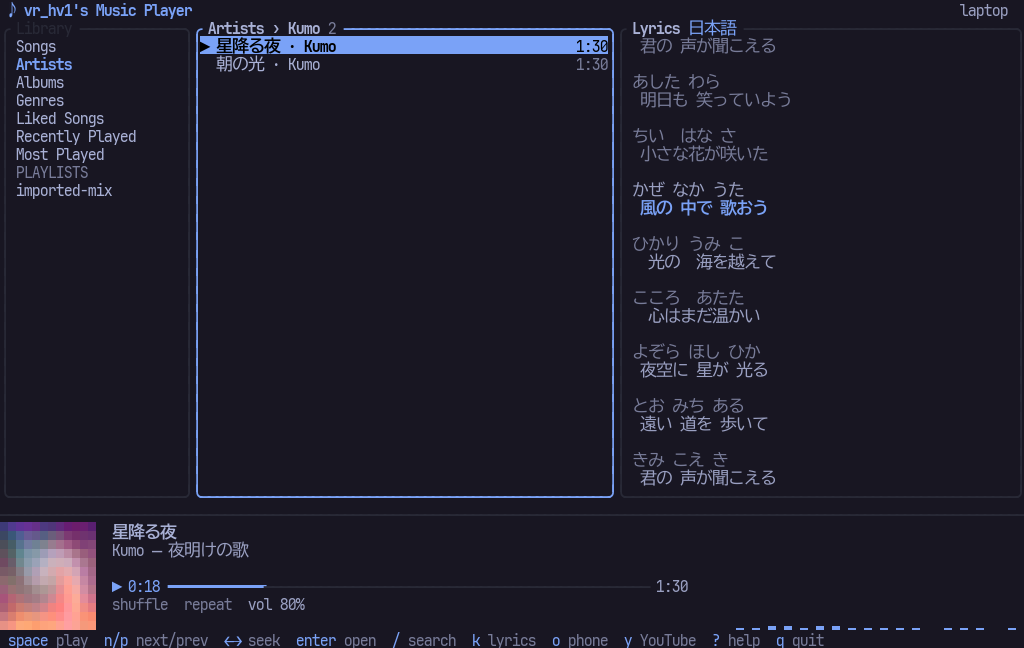 ♪ vr_hv1's Music Player
laptop
Library
Songs
Artists
Albums
Genres
Liked Songs
Recently Played
Most Played
PLAYLISTS
imported-mix
Artists › Kumo 2
▶ 星降る夜 · Kumo 1:30
朝の光 · Kumo 1:30
Lyrics 日本語
君の 声が聞こえる
あした わら
明日も 笑っていよう
ちい はな さ
小さな花が咲いた
かぜ なか うた
風の 中で 歌おう
ひかり うみ こ
光の 海を越えて
こころ あたた
心はまだ温かい
よぞら ほし ひか
夜空に 星が 光る
とお みち ある
遠い 道を 歩いて
きみ こえ き
君の 声が聞こえる
星降る夜
Kumo — 夜明けの歌
▶ 0:18 1:30
shuffle repeat vol 80%
space play n/p next/prev ←→ seek enter open / search k lyrics o phone y YouTube ? help q quit